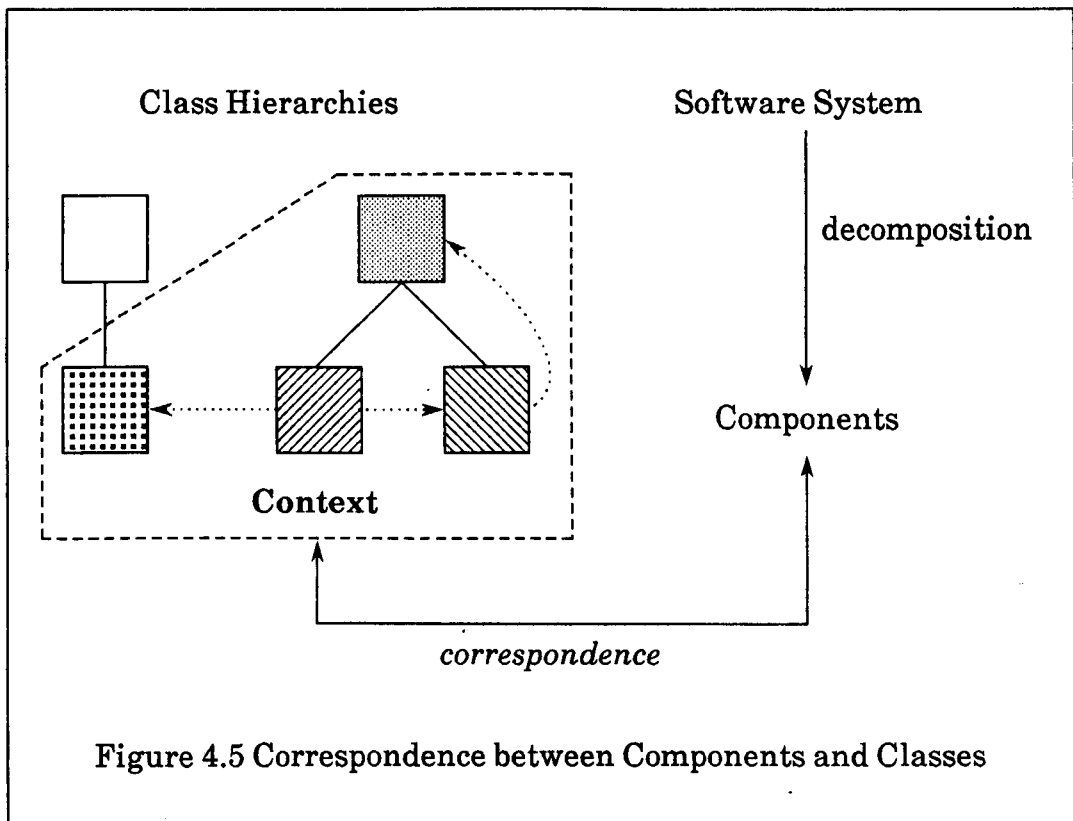 Class Hierarchies
Software System
decomposition
Components
Context
correspondence
Figure 4.5 Correspondence between Components and Classes